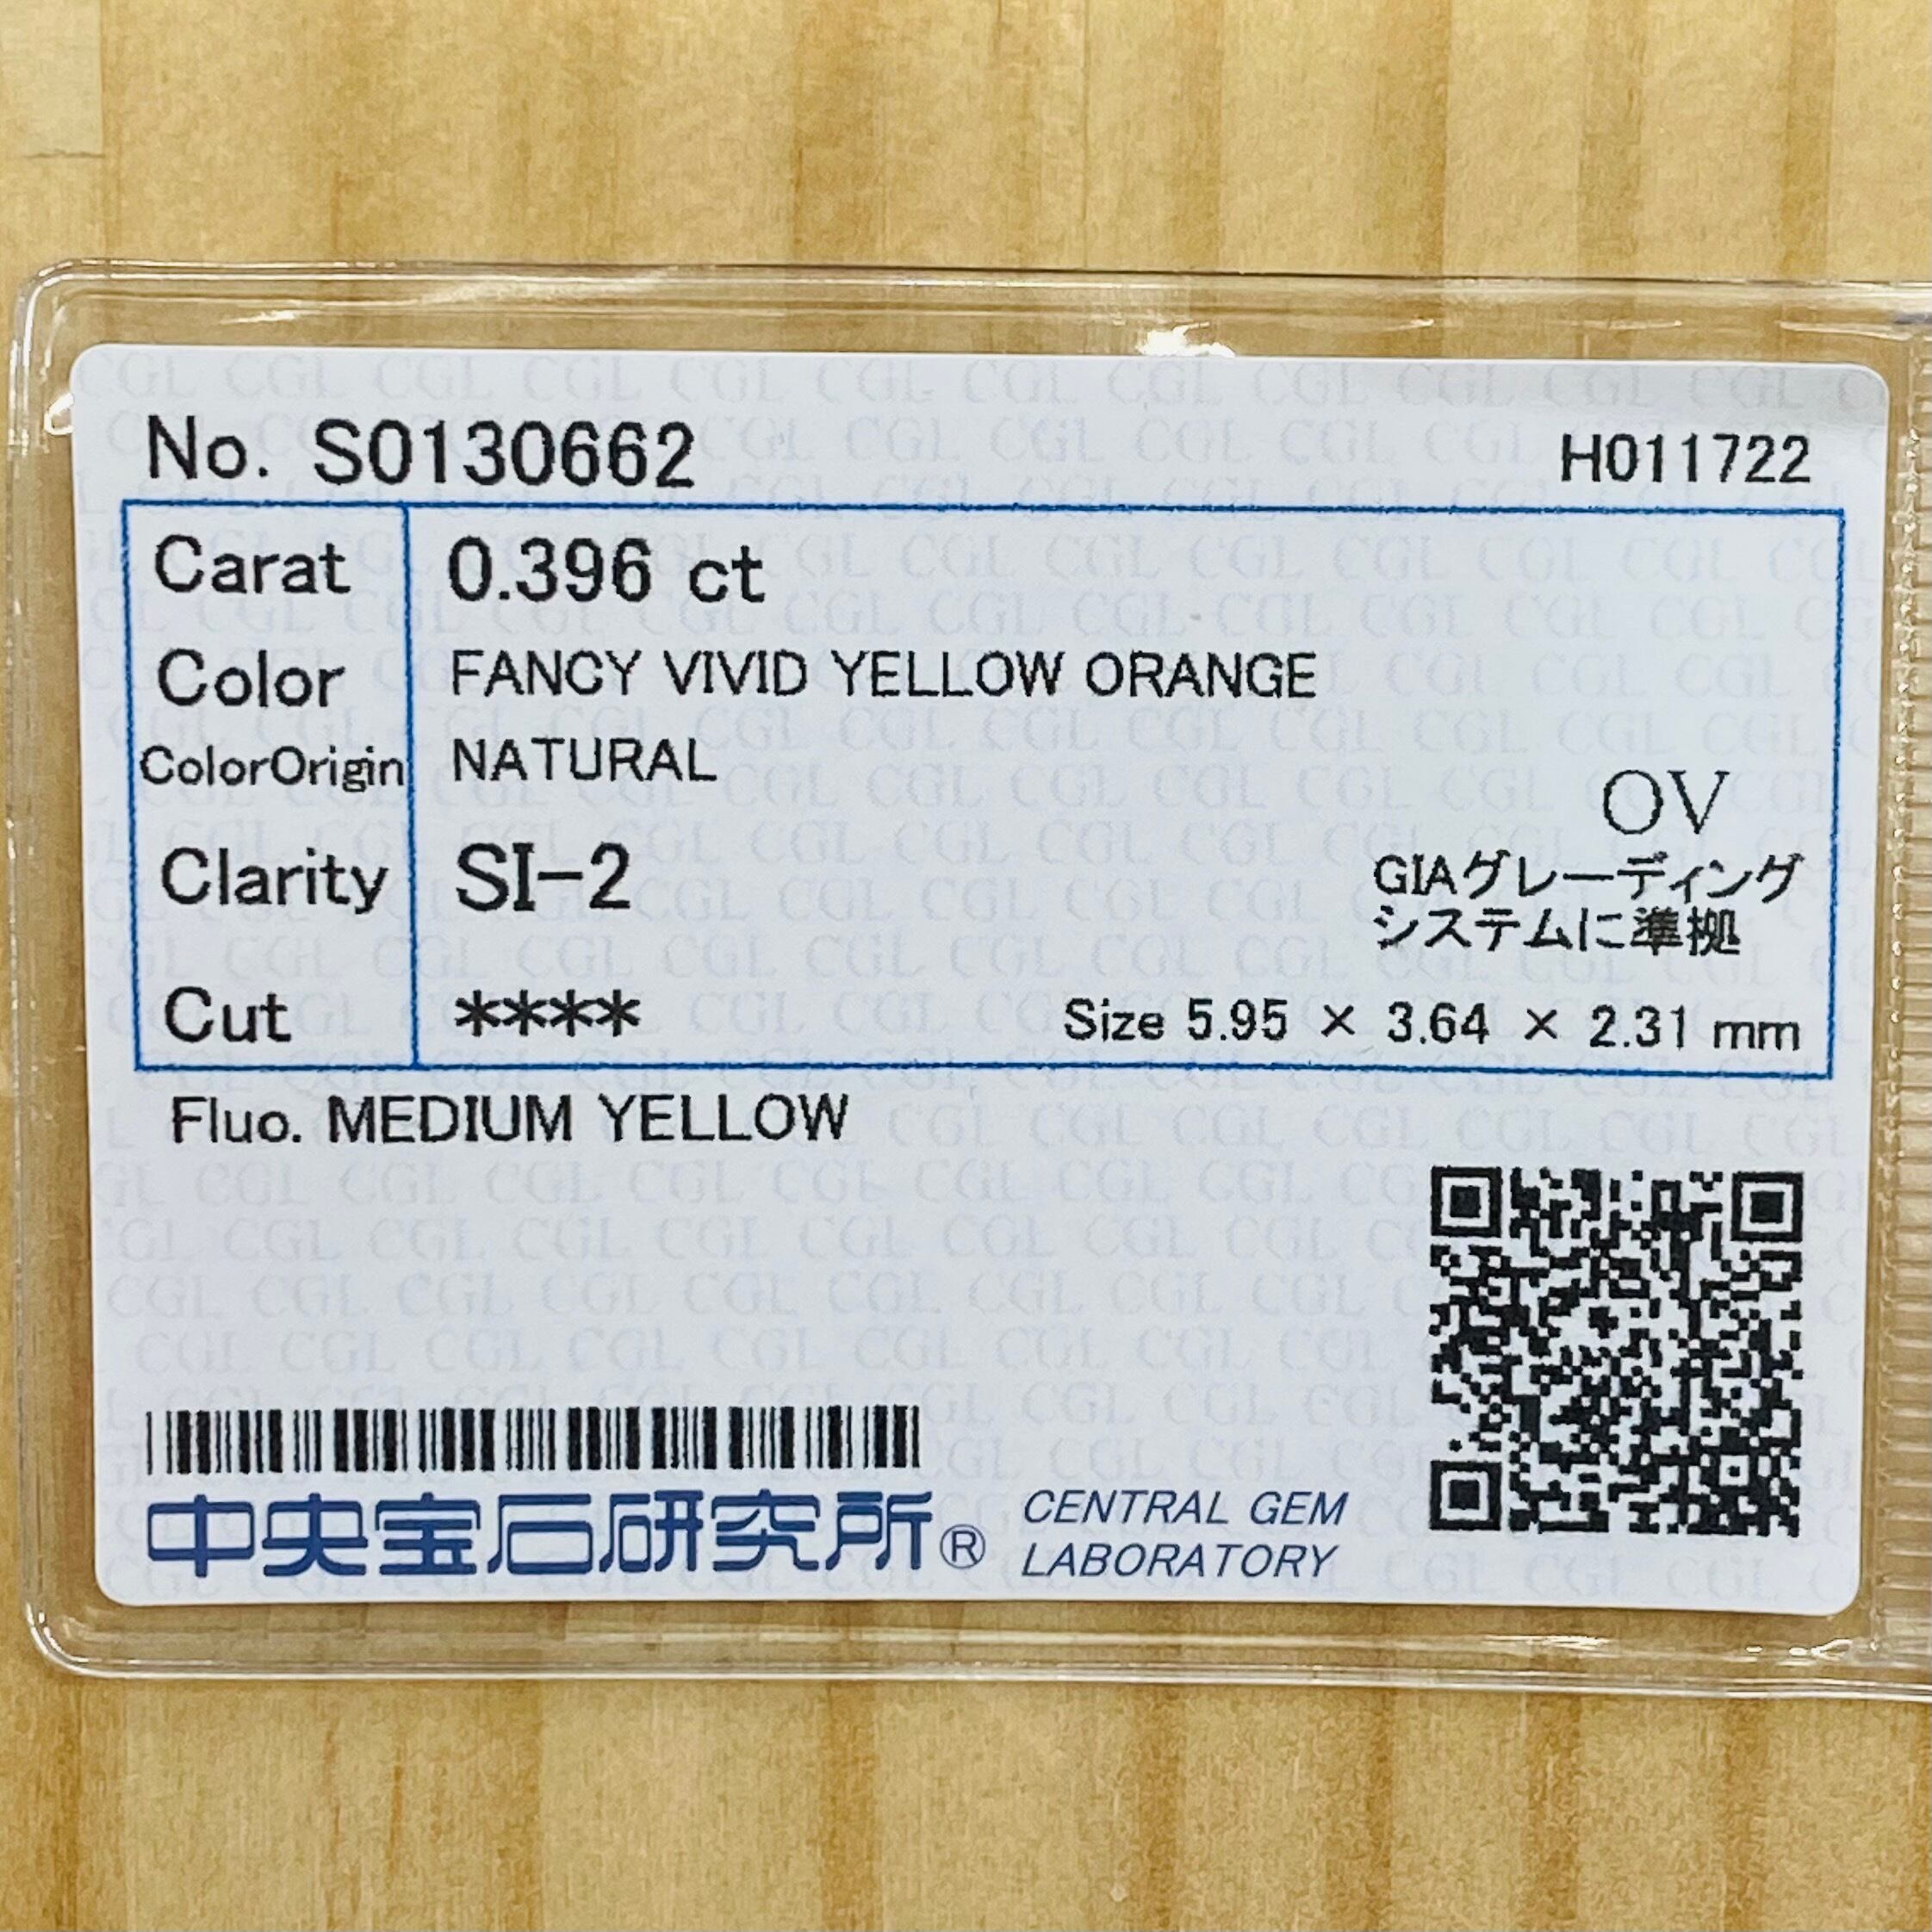 No. S0130662 H011722
Carat 0.396 ct
Color FANCY VIVID YELLOW ORANGE
ColorOrigin NATURAL
OV
Clarity SI-2 GIAグレーディング
システムに準拠
Cut **** Size 5.95 × 3.64 × 2.31 mm
Fluo. MEDIUM YELLOW
中央宝石研究所® CENTRAL GEM
LABORATORY